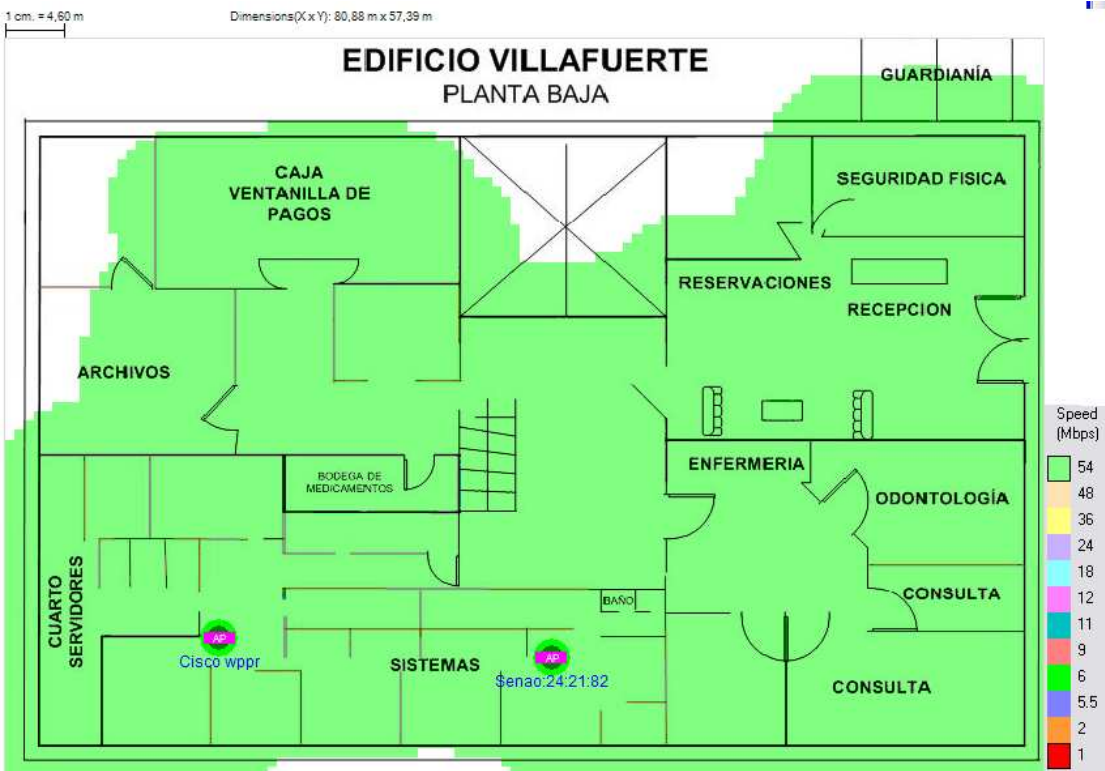 1 cm. = 4,60 m
Dimensions(X x Y): 80,88 m x 57,39 m
EDIFICIO VILLAFUERTE
PLANTA BAJA
GUARDIANÍA
CAJA
VENTANILLA DE
PAGOS
SEGURIDAD FISICA
RESERVACIONES
RECEPCION
ARCHIVOS
BODEGA DE
MEDICAMENTOS
ENFERMERIA
ODONTOLOGÍA
CUARTO
SERVIDORES
CONSULTA
BAÑO
AP
Cisco wppr
SISTEMAS
AP
Senao:24:21:82
CONSULTA
Speed
(Mbps)
54
48
36
24
18
12
11
9
6
5.5
2
1